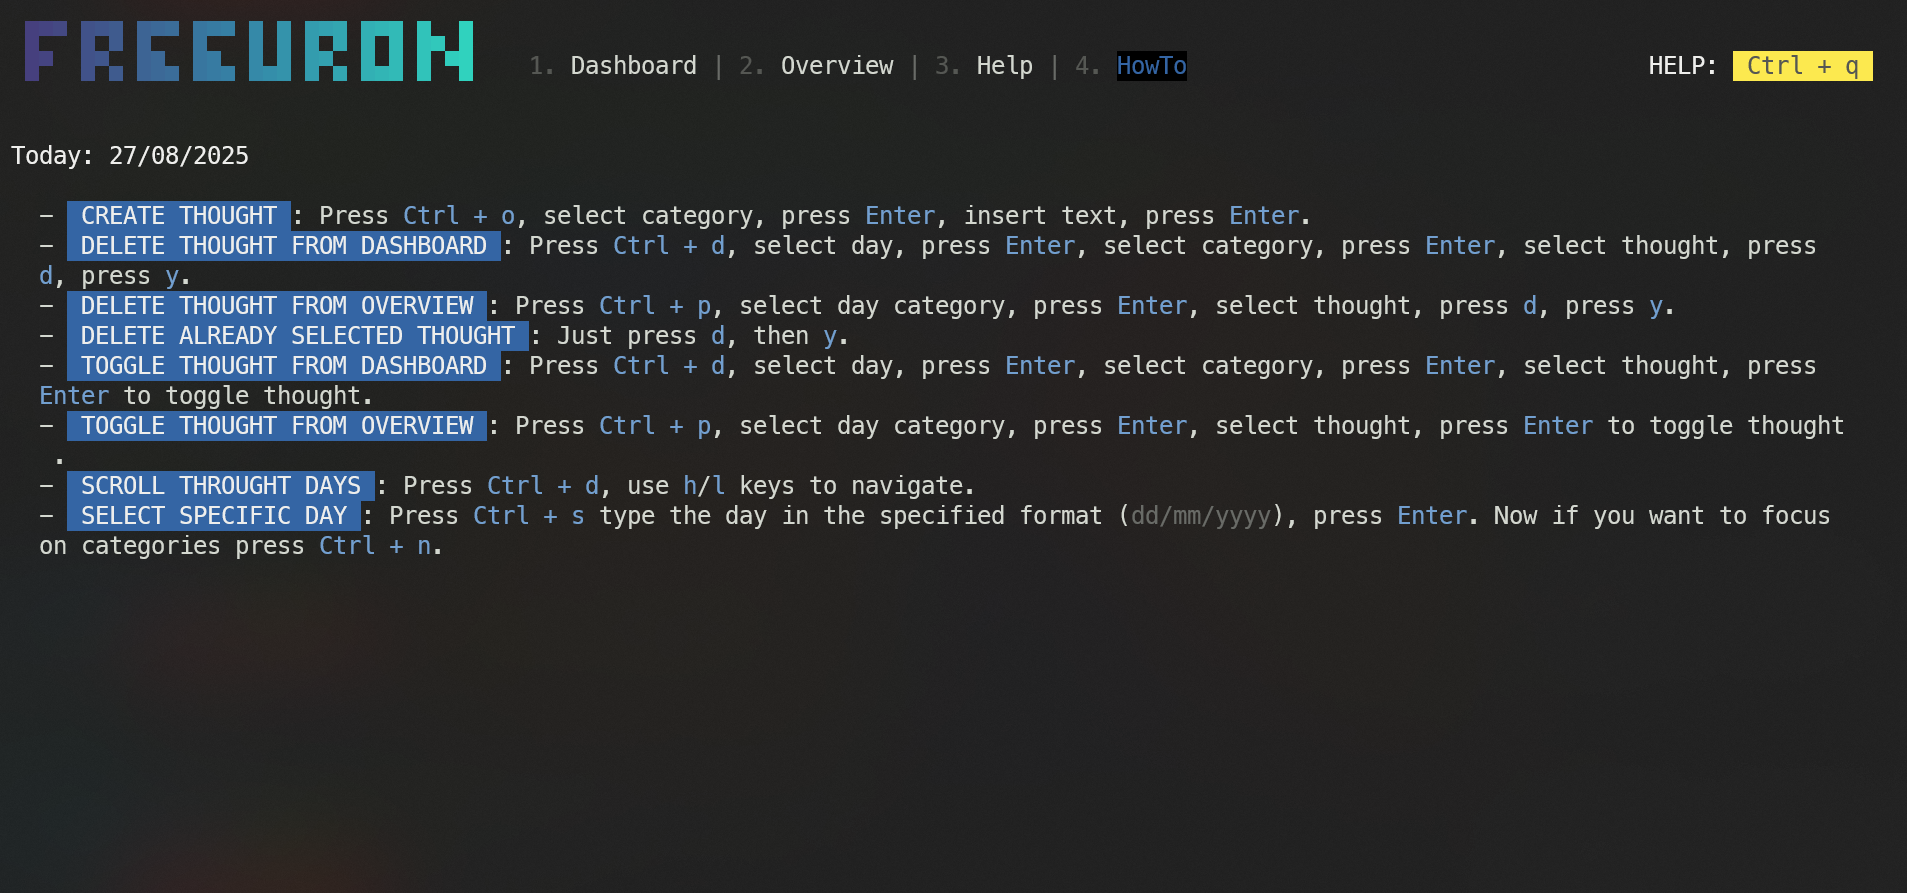 FREEURON
1. Dashboard | 2. Overview | 3. Help | 4. HowTo
HELP: Ctrl + q
Today: 27/08/2025
– CREATE THOUGHT : Press Ctrl + o, select category, press Enter, insert text, press Enter.
– DELETE THOUGHT FROM DASHBOARD : Press Ctrl + d, select day, press Enter, select category, press Enter, select thought, press
d, press y.
– DELETE THOUGHT FROM OVERVIEW : Press Ctrl + p, select day category, press Enter, select thought, press d, press y.
– DELETE ALREADY SELECTED THOUGHT : Just press d, then y.
– TOGGLE THOUGHT FROM DASHBOARD : Press Ctrl + d, select day, press Enter, select category, press Enter, select thought, press
Enter to toggle thought.
– TOGGLE THOUGHT FROM OVERVIEW : Press Ctrl + p, select day category, press Enter, select thought, press Enter to toggle thought
.
– SCROLL THROUGHT DAYS : Press Ctrl + d, use h/l keys to navigate.
– SELECT SPECIFIC DAY : Press Ctrl + s type the day in the specified format (dd/mm/yyyy), press Enter. Now if you want to focus
on categories press Ctrl + n.